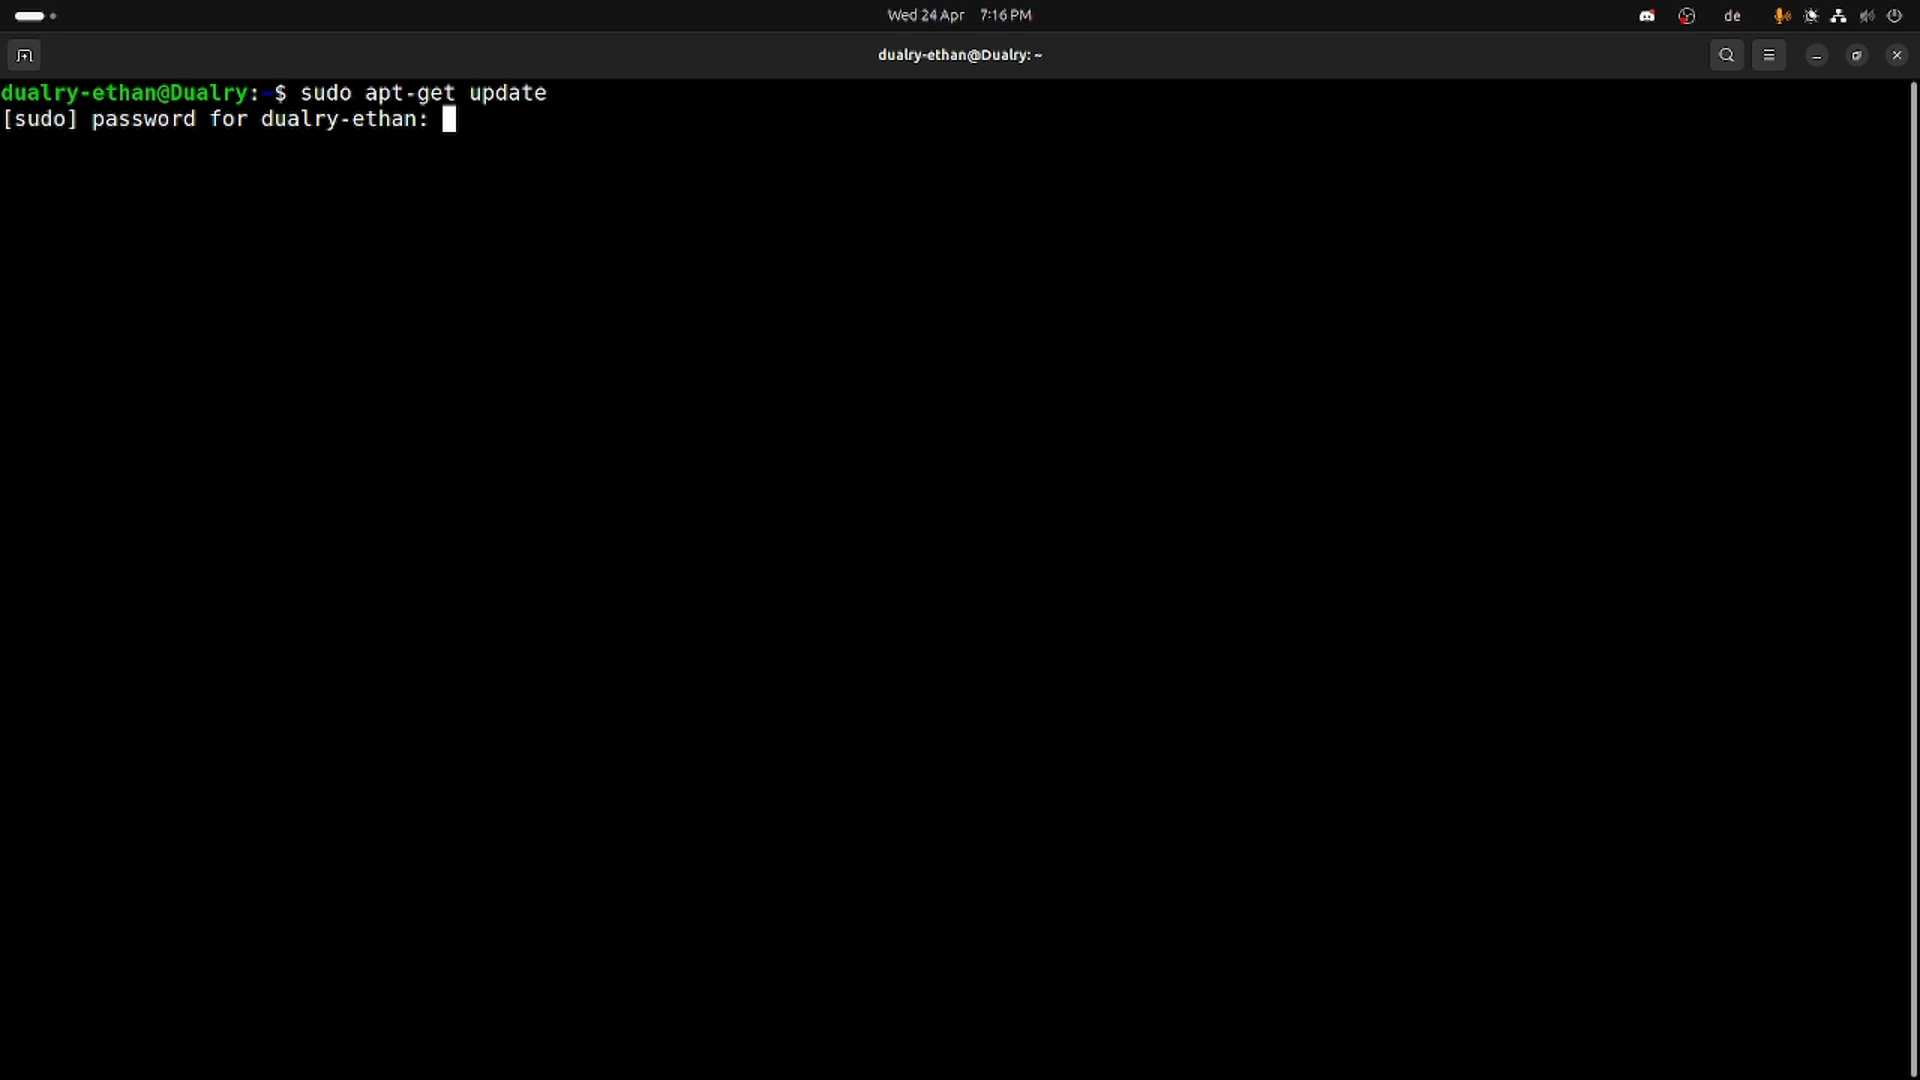 Wed 24 Apr 7:16 PM
de
dualry-ethan@Dualry: ~
dualry-ethan@Dualry:~$ sudo apt-get update
[sudo] password for dualry-ethan: